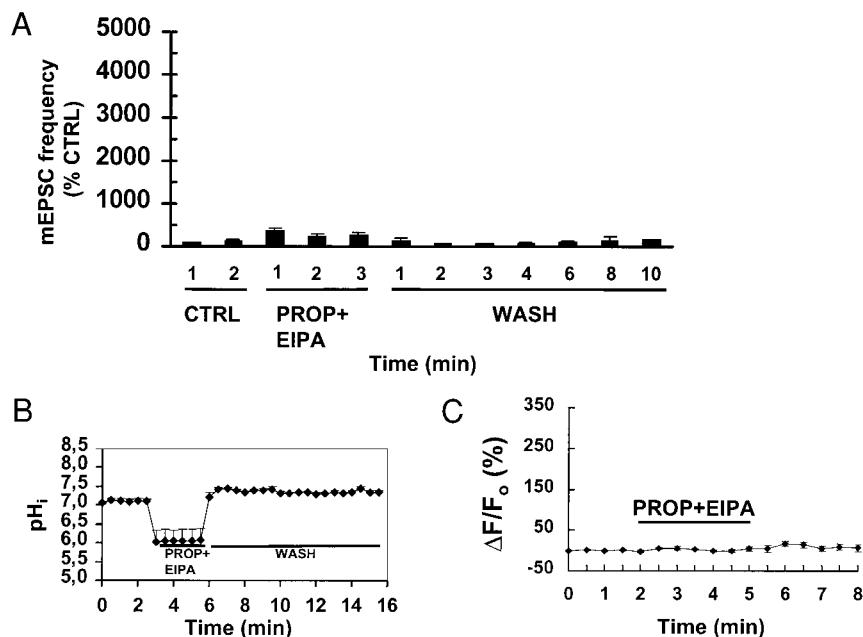 A
mEPSC frequency
(% CTRL)
5000
4000
3000
2000
1000
0
1 2 1 2 3 1 2 3 4 6 8 10
CTRL PROP+ WASH
EIPA
Time (min)
B
pHi
8,5
8,0
7,5
7,0
6,5
6,0
5,5
5,0
PROP+ WASH
EIPA
0 2 4 6 8 10 12 14 16
Time (min)
C
ΔF/Fo (%)
350
250
150
50
-50
PROP+EIPA
0 1 2 3 4 5 6 7 8
Time (min)